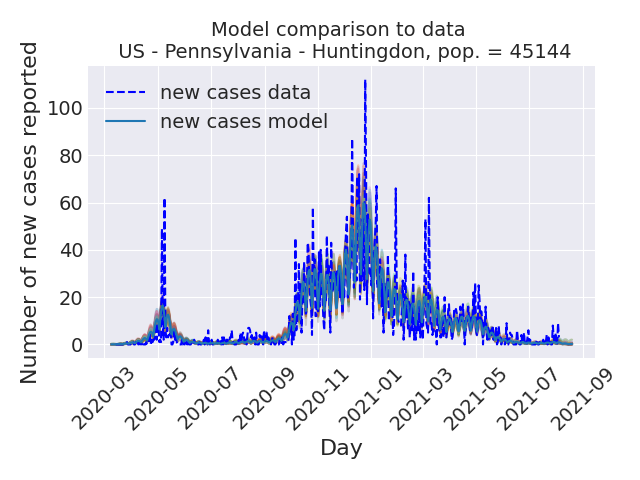 Model comparison to data
US - Pennsylvania - Huntingdon, pop. = 45144
Number of new cases reported
new cases data
new cases model
100
80
60
40
20
0
2020-03
2020-05
2020-07
2020-09
2020-11
2021-01
2021-03
2021-05
2021-07
2021-09
Day